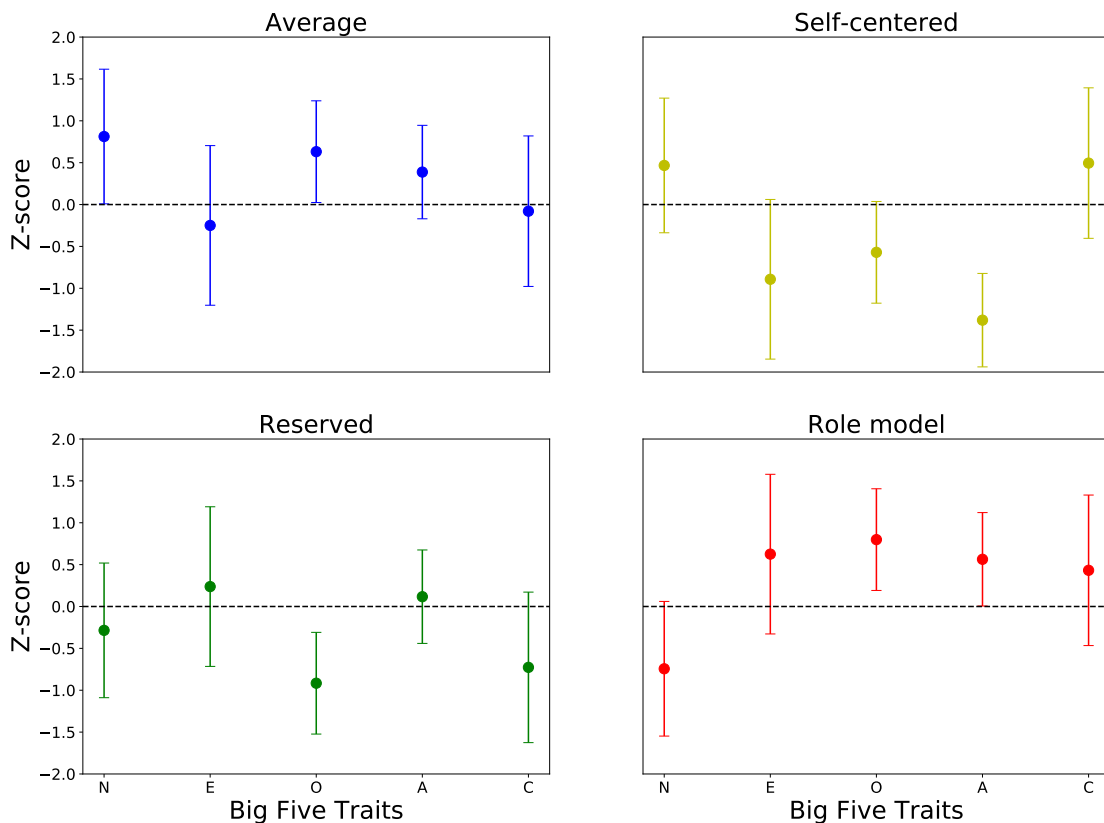 Average
Self-centered
2.0
1.5
1.0
0.5
0.0
−0.5
−1.0
−1.5
−2.0
Z-score
Reserved
Role model
2.0
1.5
1.0
0.5
0.0
−0.5
−1.0
−1.5
−2.0
Z-score
N E O A C
N E O A C
Big Five Traits
Big Five Traits